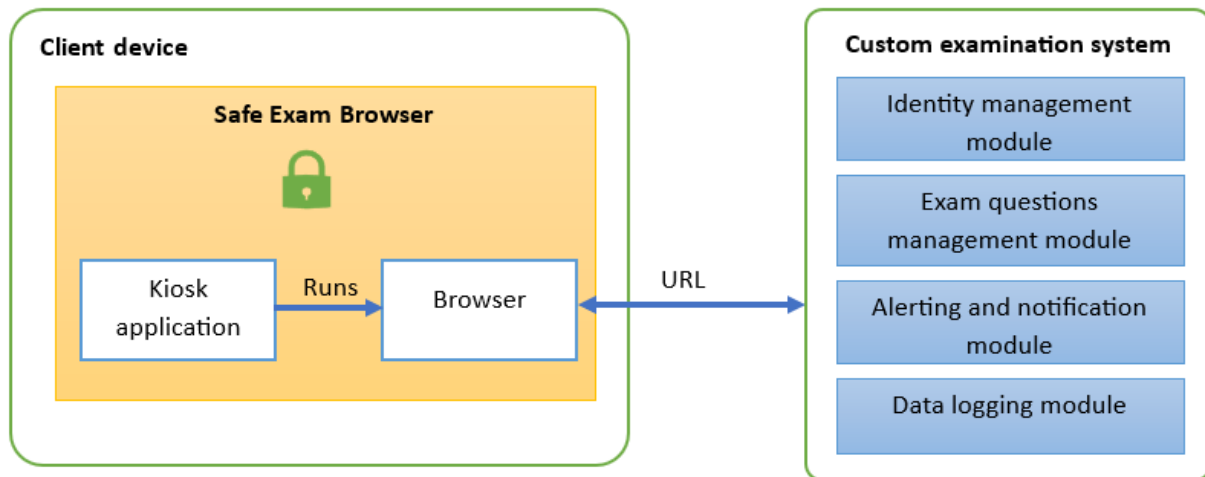 Client device
Safe Exam Browser
Kiosk
application
Runs
Browser
URL
Custom examination system
Identity management
module
Exam questions
management module
Alerting and notification
module
Data logging module